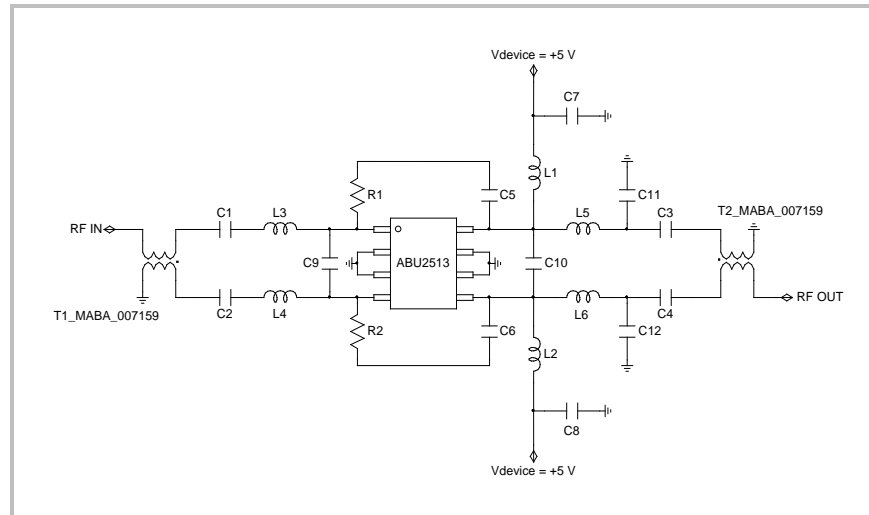 Vdevice = +5 V
C7
L1
R1
C5
C11
T2_MABA_007159
C1
L3
L5
C3
RF IN
C9
ABU2513
C10
RF OUT
T1_MABA_007159
C2
L4
R2
C6
L6
C4
C12
L2
C8
Vdevice = +5 V